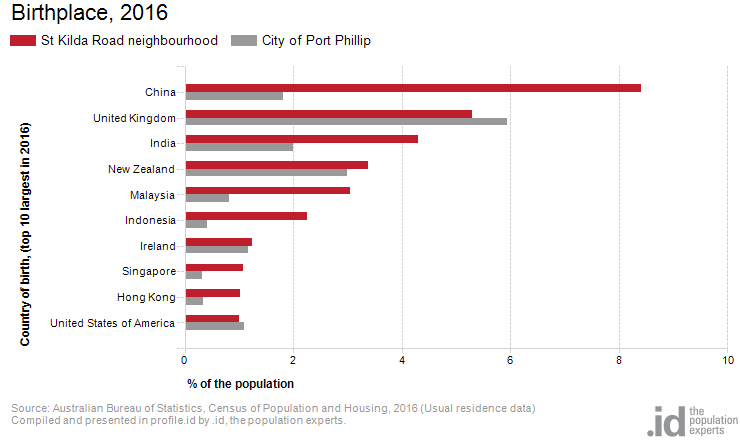 Birthplace, 2016
St Kilda Road neighbourhood City of Port Phillip
Country of birth, (top 10 largest in 2016)
China
United Kingdom
India
New Zealand
Malaysia
Indonesia
Ireland
Singapore
Hong Kong
United States of America
0 2 4 6 8 10
% of the population
Source: Australian Bureau of Statistics, Census of Population and Housing, 2016 (Usual residence data)
Compiled and presented in profile.id by .id, the population experts.
.id the
population
experts